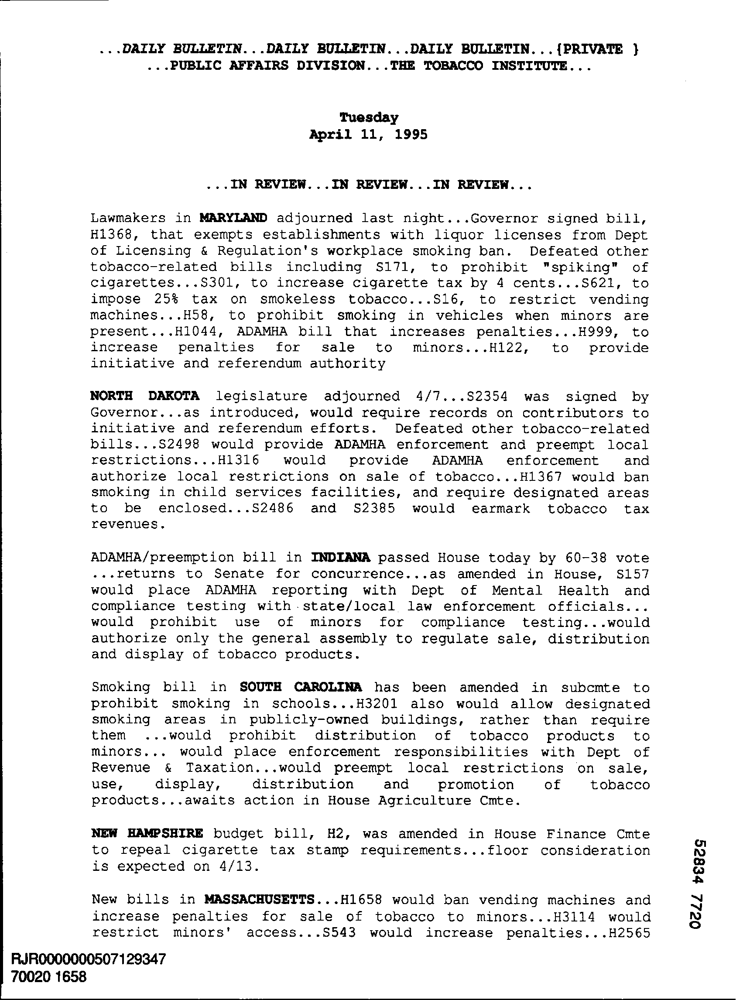 ...DAILY BULLETIN...DAILY BULLETIN...DAILY BULLETIN...{PRIVATE }
...PUBLIC AFFAIRS DIVISION...THE TOBACCO INSTITUTE...
Tuesday
April 11, 1995
...IN REVIEW...IN REVIEW...IN REVIEW...
Lawmakers in MARYLAND adjourned last night...Governor signed bill,
H1368, that exempts establishments with liquor licenses from Dept
of Licensing & Regulation's workplace smoking ban. Defeated other
tobacco-related bills including S171, to prohibit "spiking" of
cigarettes...S301, to increase cigarette tax by 4 cents...S621, to
impose 25% tax on smokeless tobacco...S16, to restrict vending
machines...H58, to prohibit smoking in vehicles when minors are
present...H1044, ADAMHA bill that increases penalties...H999, to
increase penalties for sale to minors...H122, to provide
initiative and referendum authority
NORTH DAKOTA legislature adjourned 4/7...S2354 was signed by
Governor...as introduced, would require records on contributors to
initiative and referendum efforts. Defeated other tobacco-related
bills...S2498 would provide ADAMHA enforcement and preempt local
restrictions...H1316 would provide ADAMHA enforcement and
authorize local restrictions on sale of tobacco...H1367 would ban
smoking in child services facilities, and require designated areas
to be enclosed...S2486 and S2385 would earmark tobacco tax
revenues.
ADAMHA/preemption bill in INDIANA passed House today by 60-38 vote
...returns to Senate for concurrence...as amended in House, S157
would place ADAMHA reporting with Dept of Mental Health and
compliance testing with state/local law enforcement officials...
would prohibit use of minors for compliance testing...would
authorize only the general assembly to regulate sale, distribution
and display of tobacco products.
Smoking bill in SOUTH CAROLINA has been amended in subcmte to
prohibit smoking in schools...H3201 also would allow designated
smoking areas in publicly-owned buildings, rather than require
them ...would prohibit distribution of tobacco products to
minors... would place enforcement responsibilities with Dept of
Revenue & Taxation...would preempt local restrictions on sale,
use, display, distribution and promotion of tobacco
products...awaits action in House Agriculture Cmte.
NEW HAMPSHIRE budget bill, H2, was amended in House Finance Cmte
to repeal cigarette tax stamp requirements...floor consideration
is expected on 4/13.
New bills in MASSACHUSETTS...H1658 would ban vending machines and
increase penalties for sale of tobacco to minors...H3114 would
restrict minors' access...S543 would increase penalties...H2565
52834 7720
RJR0000000507129347
70020 1658